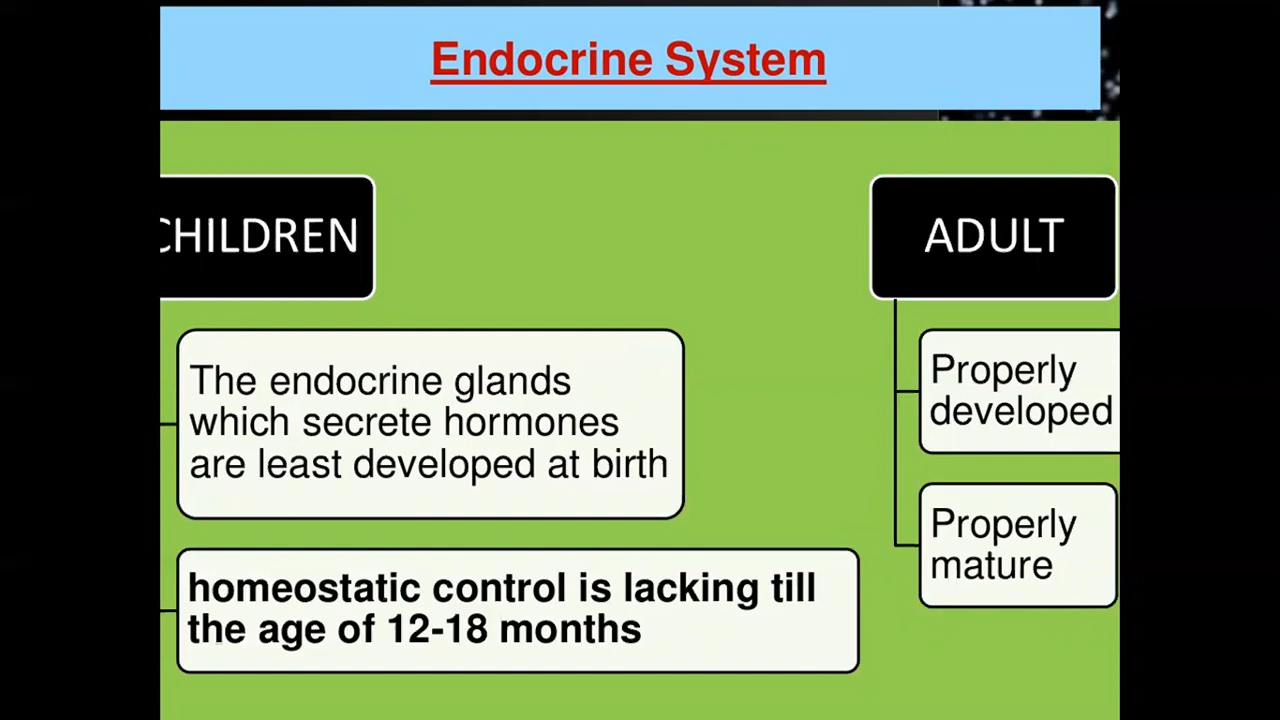 Endocrine System
CHILDREN
The endocrine glands
which secrete hormones
are least developed at birth
homeostatic control is lacking till
the age of 12-18 months
ADULT
Properly
developed
Properly
mature